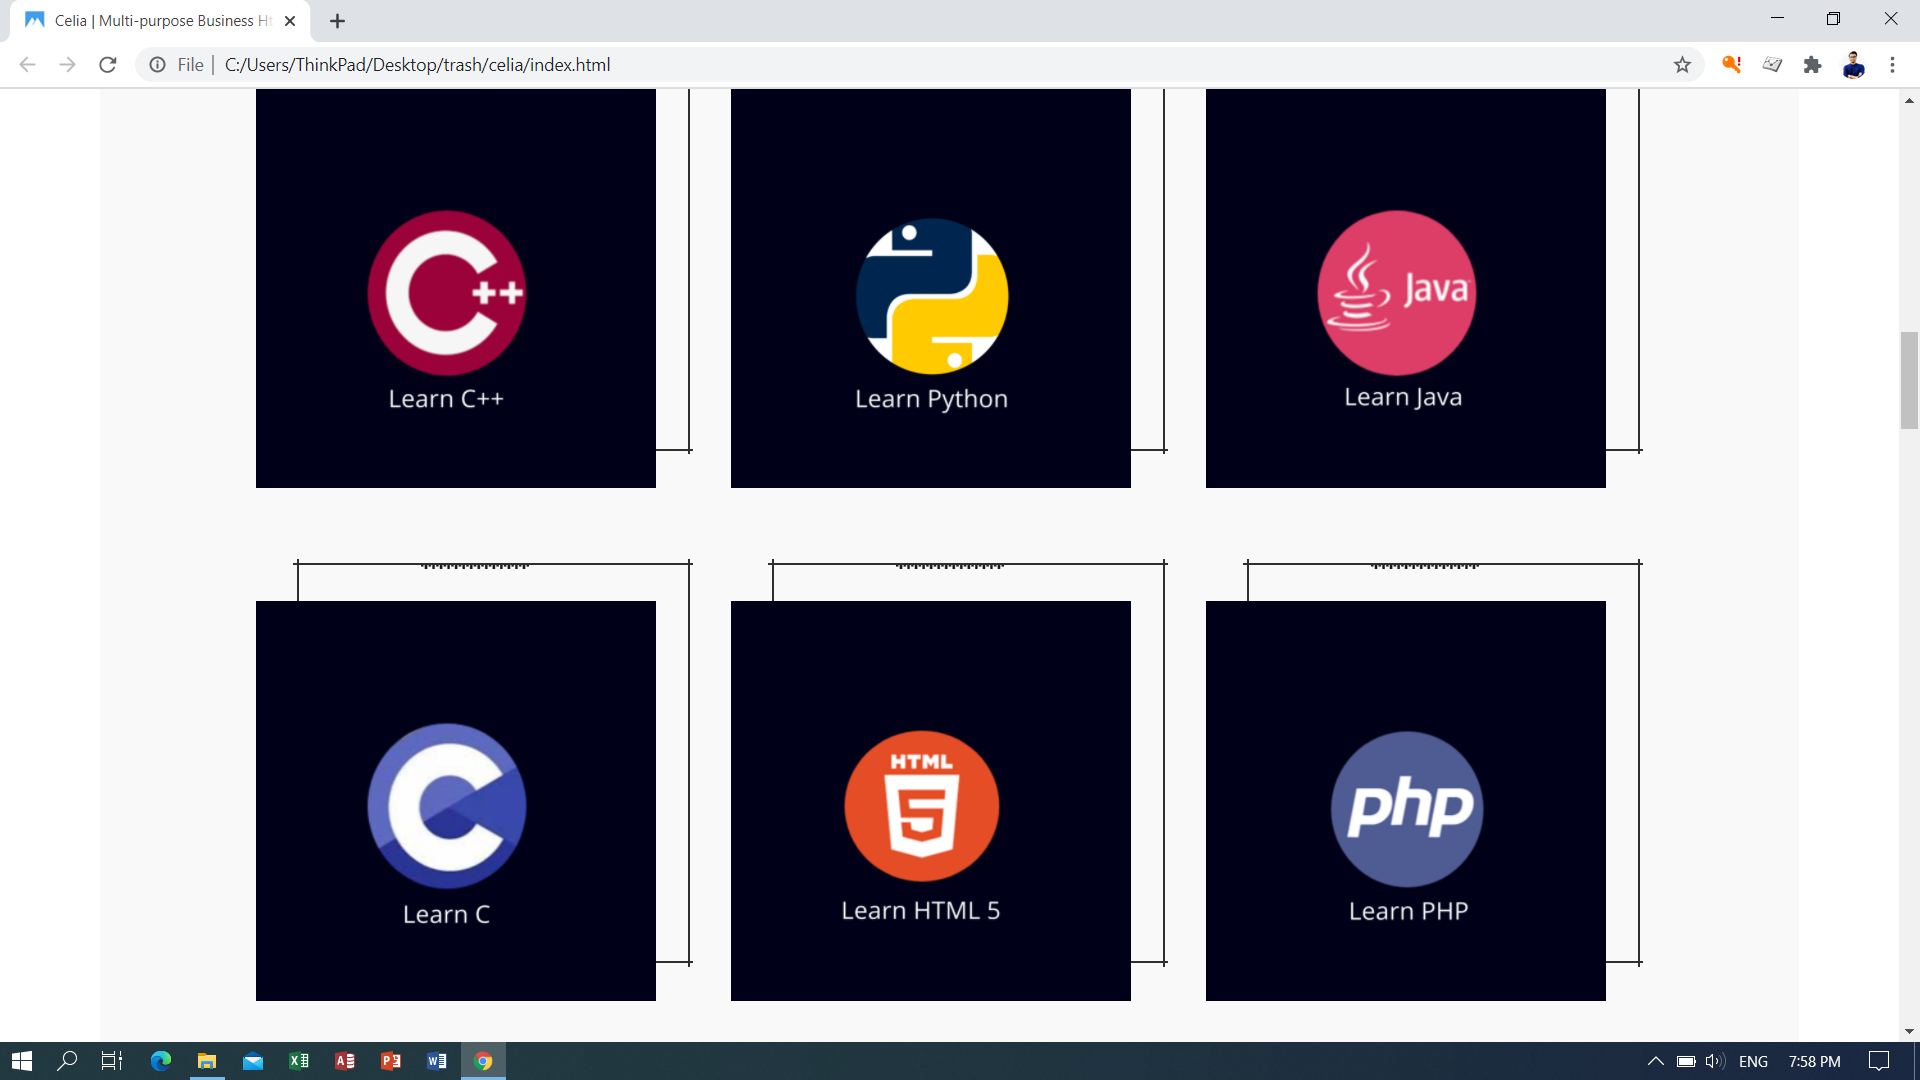 Celia | Multi-purpose Business Ht
File | C:/Users/ThinkPad/Desktop/trash/celia/index.html
C++
Java
Learn C++
Learn Python
Learn Java
C
HTML
5
php
Learn C
Learn HTML 5
Learn PHP
ENG
7:58 PM